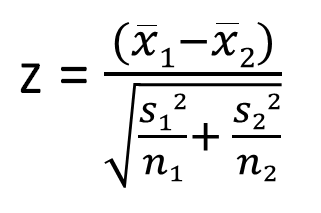 z = (x̅₁−x̅₂) / √(s₁²/n₁ + s₂²/n₂)